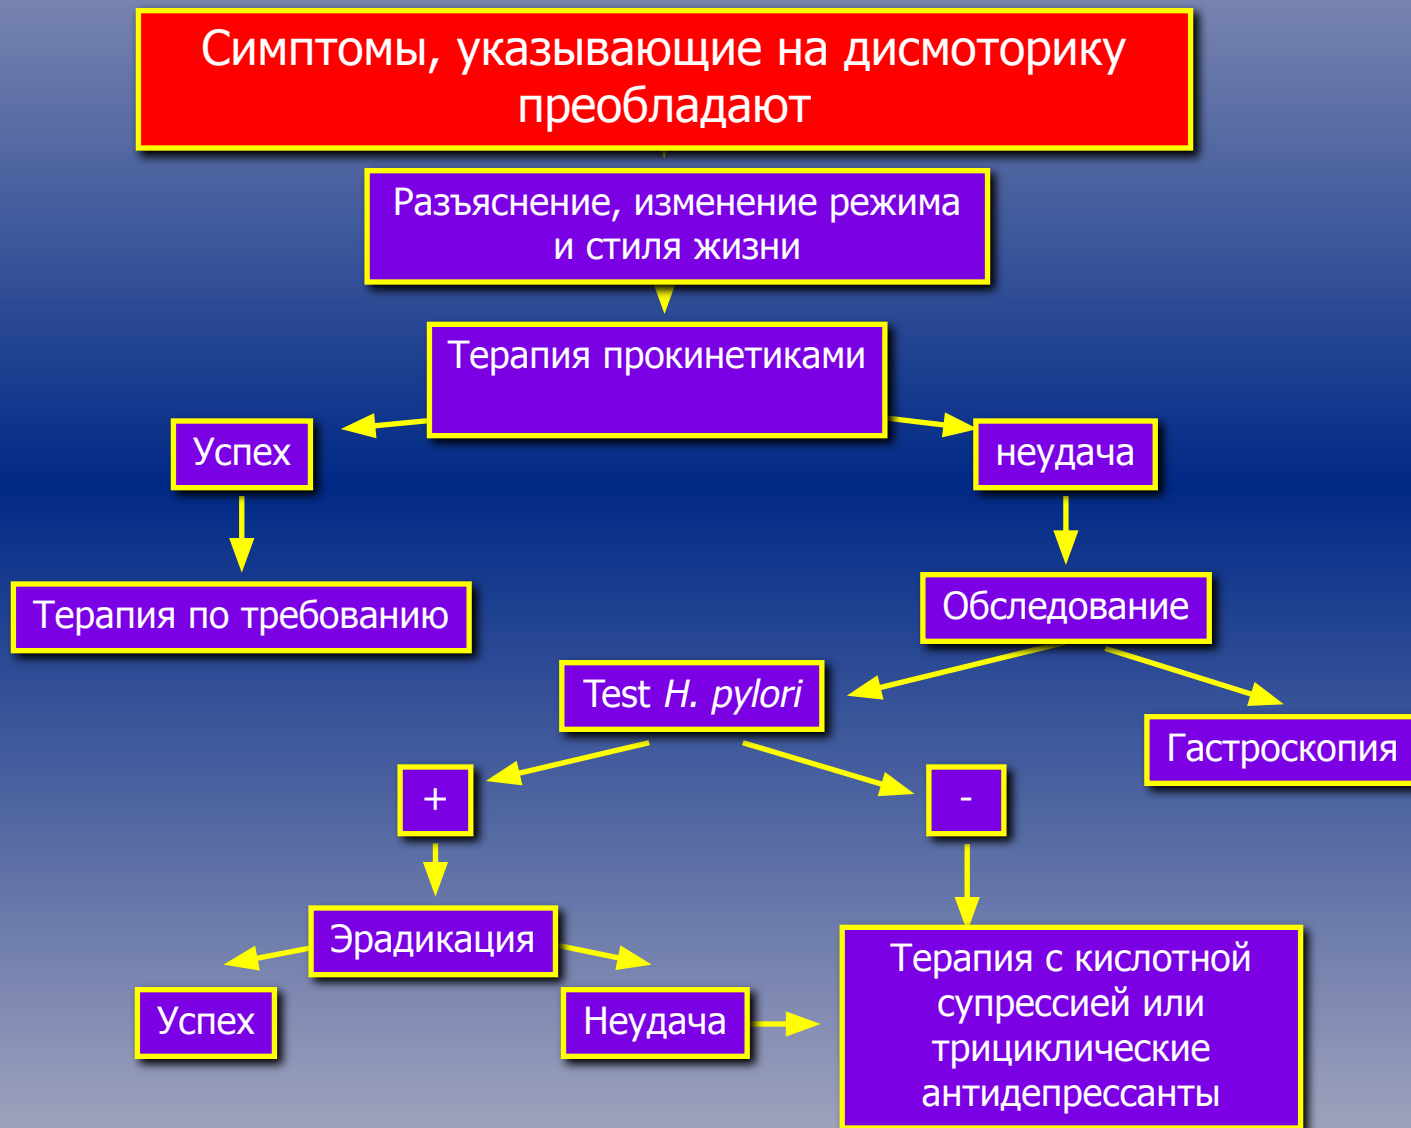 Симптомы, указывающие на дисмоторику
преобладают
Разъяснение, изменение режима
и стиля жизни
Терапия прокинетиками
Успех
неудача
Терапия по требованию
Обследование
Test H. pylori
Гастроскопия
+
-
Эрадикация
Успех
Неудача
Терапия с кислотной
супрессией или
трициклические
антидепрессанты